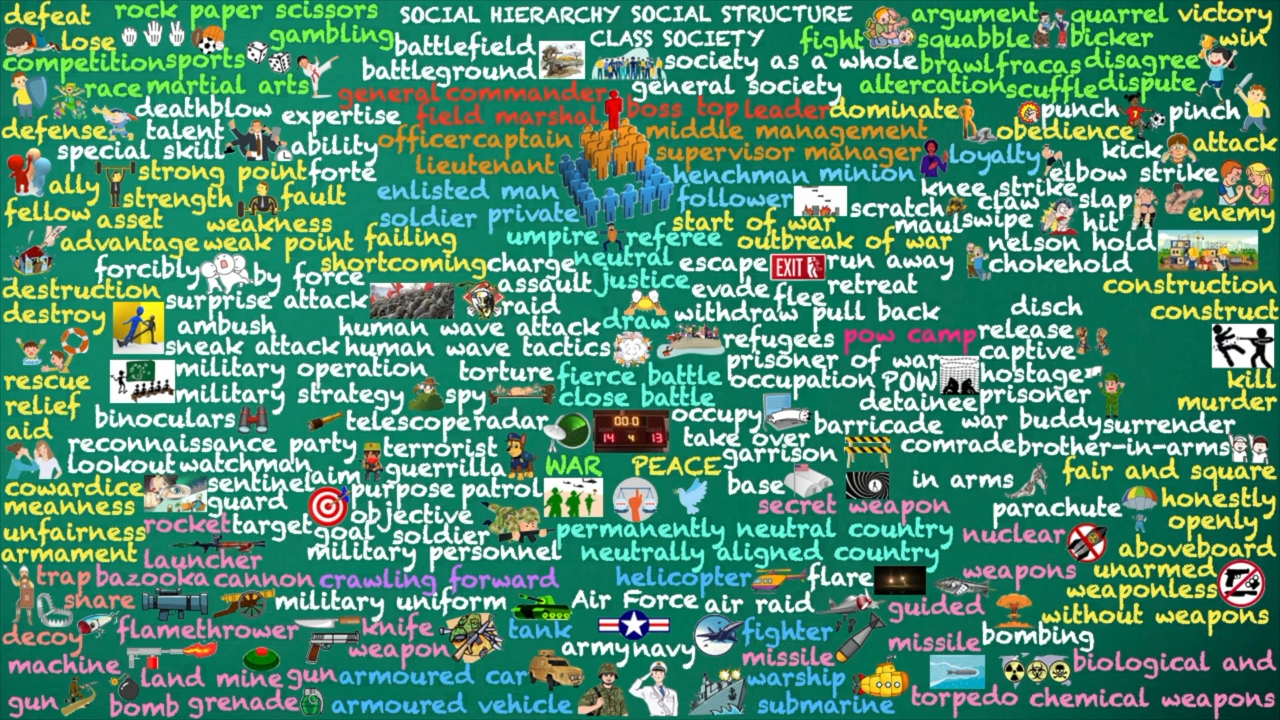 defeat rock paper scissors SOCIAL HIERARCHY SOCIAL STRUCTURE argument quarrel victory
lose gambling battlefield CLASS SOCIETY fight squabble bicker win
competition sports battleground society as a whole brawl fracas disagree
race martial arts general commander general society altercation scuffle dispute
deathblow expertise field marshal boss top leader dominate punch pinch
defense talent ability officer captain middle management obedience kick attack
special skill strong point forte lieutenant supervisor manager Loyalty elbow strike
ally strength fault enlisted man henchman minion knee strike claw slap
fellow asset weakness soldier private follower scratch maul swipe hit enemy
advantage weak point failing umpire referee start of war outbreak of war nelson hold
forcibly by force shortcoming charge neutral escape EXIT run away chokehold
destruction surprise attack assault justice evade flee retreat construction
destroy ambush raid draw withdraw pull back disch construct
sneak attack human wave attack refugees pow camp release
human wave tactics prisoner of war captive
rescue military operation torture fierce battle occupation POW hostage kill
relief military strategy spy close battle detainee prisoner murder
aid binoculars telescope radar 00:0 14 4 13 occupy barricade war buddy surrender
reconnaissance party terrorist take over comrade brother-in-arms
lookout watchman guerrilla WAR PEACE garrison fair and square
cowardice sentinel aim purpose patrol base in arms honestly
meanness guard objective secret weapon parachute openly
unfairness rocket target goal soldier permanently neutral country nuclear aboveboard
armament launcher military personnel neutrally aligned country
trap bazooka cannon crawling forward helicopter flare weapons unarmed
share military uniform Air Force air raid guided weaponless
decoy flamethrower knife tank fighter missile bombing without weapons
machine weapon army navy missile biological and
land mine gun armoured car warship
gun bomb grenade armoured vehicle submarine torpedo chemical weapons